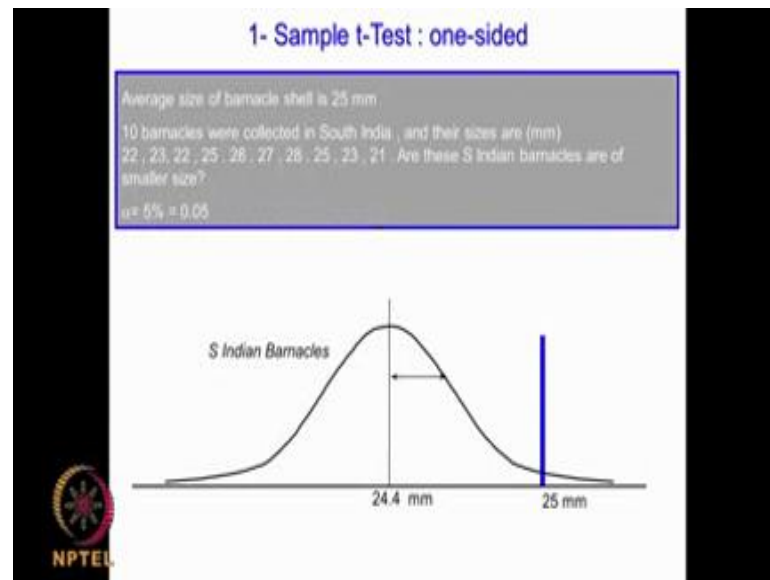 1- Sample t-Test : one-sided
Average size of barnacle shell is 25 mm
10 barnacles were collected in South India , and their sizes are (mm)
22 , 23, 22 , 25 , 26 , 27 , 28 , 25 , 23 , 21 . Are these S Indian barnacles are of
smaller size?
α= 5% = 0.05
S Indian Barnacles
24.4 mm
25 mm
NPTEL